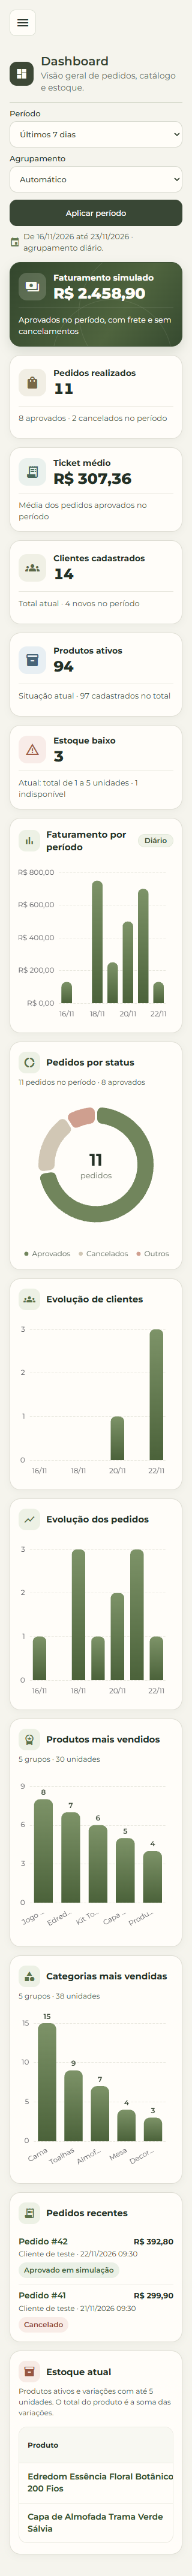 Dashboard
Visão geral de pedidos, catálogo
e estoque.
Período
Últimos 7 dias
Agrupamento
Automático
Aplicar período
De 16/11/2026 até 23/11/2026 ·
agrupamento diário.
Faturamento simulado
R$ 2.458,90
Aprovados no período, com frete e sem
cancelamentos
Pedidos realizados
11
8 aprovados · 2 cancelados no período
Ticket médio
R$ 307,36
Média dos pedidos aprovados no
período
Clientes cadastrados
14
Total atual · 4 novos no período
Produtos ativos
94
Situação atual · 97 cadastrados no total
Estoque baixo
3
Atual: total de 1 a 5 unidades · 1
indisponível
Faturamento por
período
Diário
R$ 800,00
R$ 600,00
R$ 400,00
R$ 200,00
R$ 0,00
16/11 18/11 20/11 22/11
Pedidos por status
11 pedidos no período · 8 aprovados
11
pedidos
Aprovados Cancelados Outros
Evolução de clientes
3
2
1
0
16/11 18/11 20/11 22/11
Evolução dos pedidos
3
2
1
0
16/11 18/11 20/11 22/11
Produtos mais vendidos
5 grupos · 30 unidades
9
6
3
0
8 7 6 5 4
Jogo ... Edred... Kit To... Capa ... Produ...
Categorias mais vendidas
5 grupos · 38 unidades
15
10
5
0
15 9 7 4 3
Cama Toalhas Almof... Mesa Decor...
Pedidos recentes
Pedido #42 R$ 392,80
Cliente de teste · 22/11/2026 09:30
Aprovado em simulação
Pedido #41 R$ 299,90
Cliente de teste · 21/11/2026 09:30
Cancelado
Estoque atual
Produtos ativos e variações com até 5
unidades. O total do produto é a soma das
variações.
Produto
Edredom Essência Floral Botânico
200 Fios
Capa de Almofada Trama Verde
Sálvia